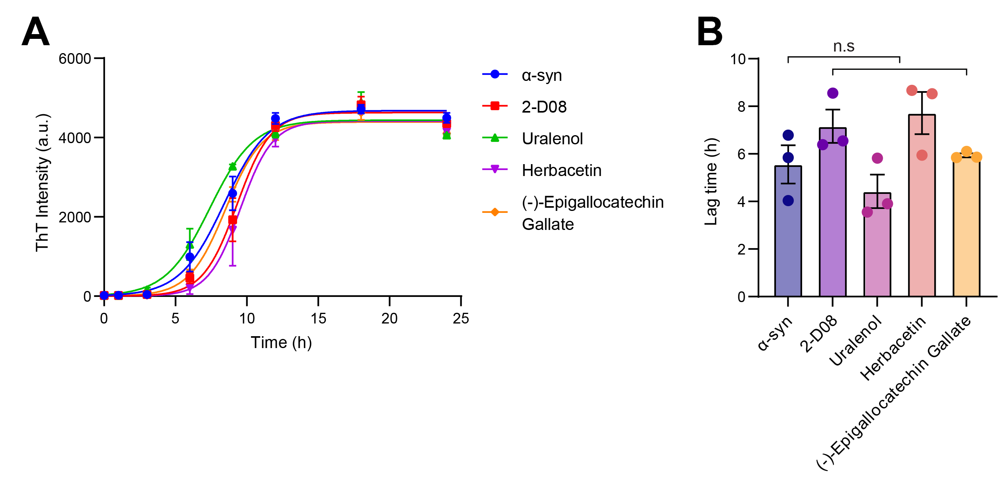 A
6000
4000
2000
0
ThT Intensity (a.u.)
0
5
10
15
20
25
Time (h)
α-syn
2-D08
Uralenol
Herbacetin
(-)-Epigallocatechin
Gallate
B
n.s
10
8
6
4
2
0
Lag time (h)
α-syn
2-D08
Uralenol
Herbacetin
(-)-Epigallocatechin Gallate